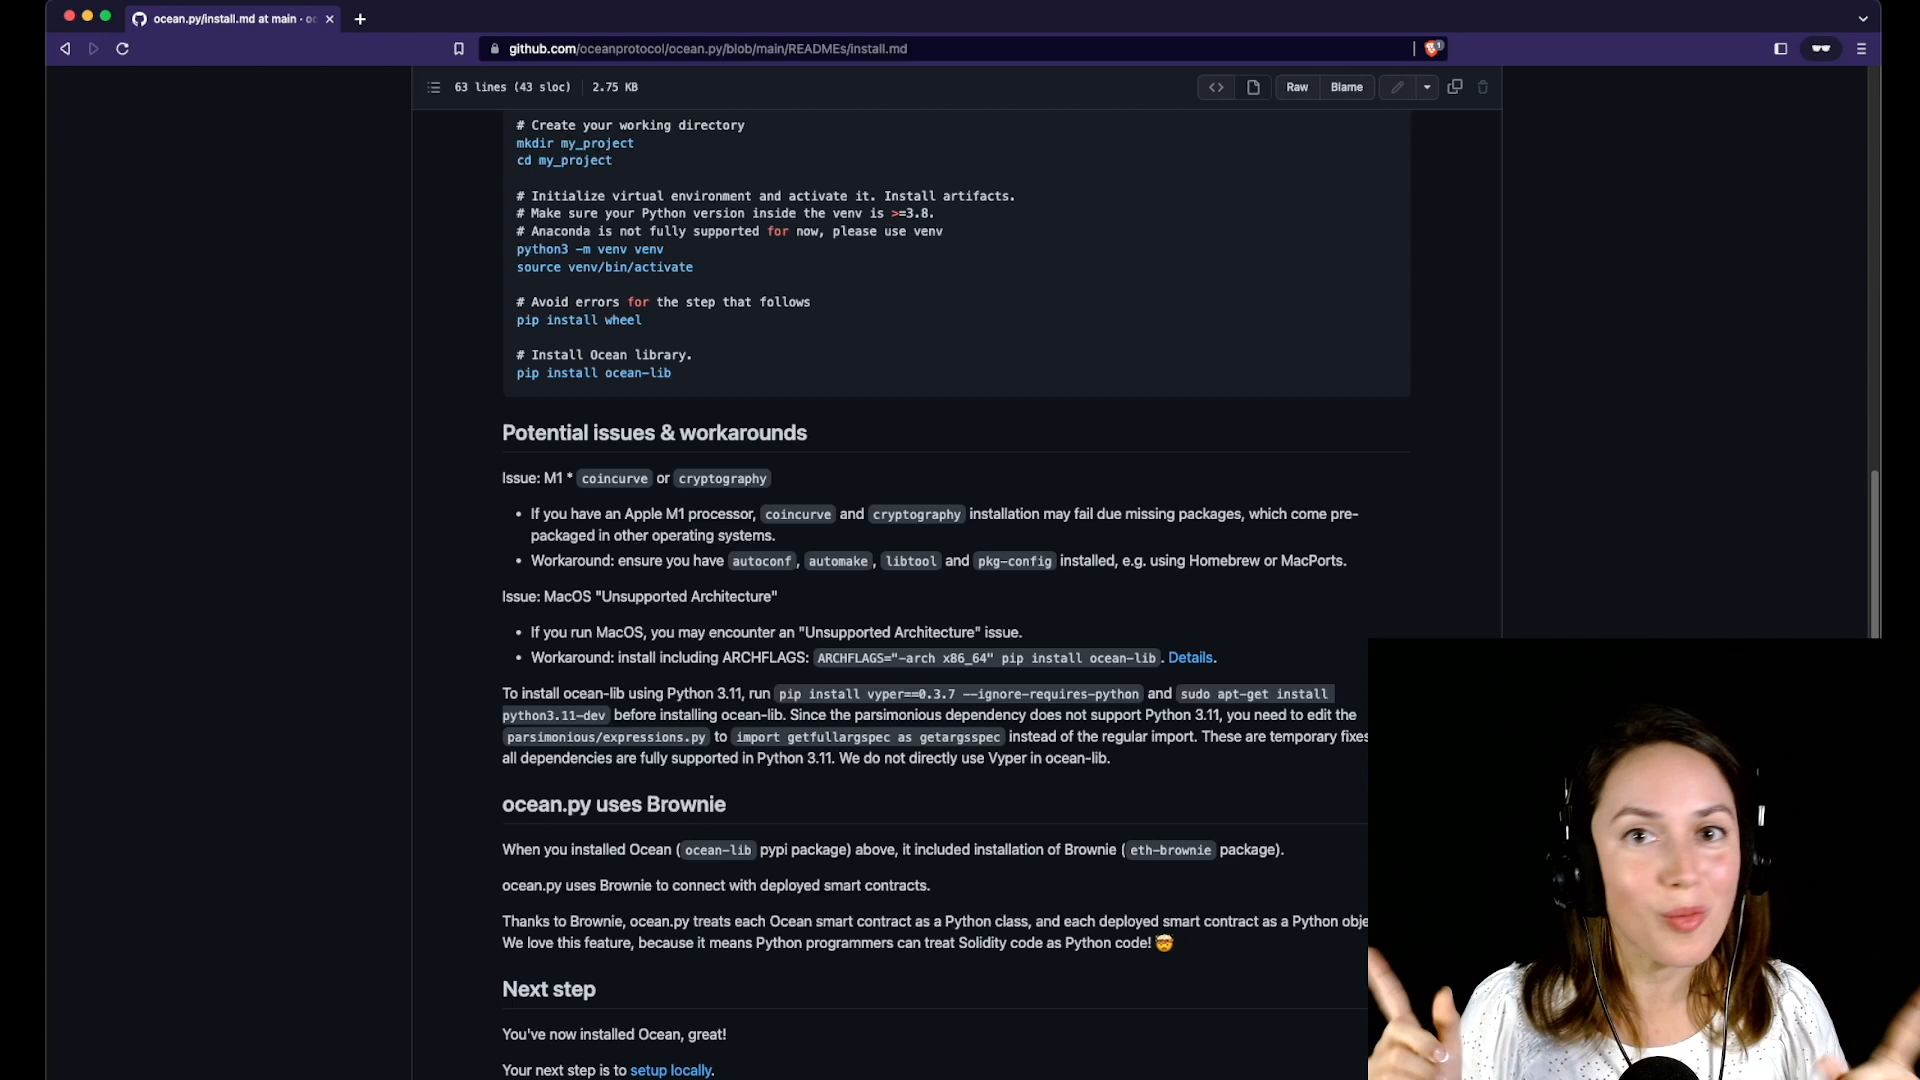 ocean.py/install.md at main · oc
github.com/oceanprotocol/ocean.py/blob/main/READMEs/install.md
1
63 lines (43 sloc) 2.75 KB
Raw Blame
# Create your working directory
mkdir my_project
cd my_project
# Initialize virtual environment and activate it. Install artifacts.
# Make sure your Python version inside the venv is >=3.8.
# Anaconda is not fully supported for now, please use venv
python3 -m venv venv
source venv/bin/activate
# Avoid errors for the step that follows
pip install wheel
# Install Ocean library.
pip install ocean-lib
Potential issues & workarounds
Issue: M1 * coincurve or cryptography
• If you have an Apple M1 processor, coincurve and cryptography installation may fail due missing packages, which come pre-
packaged in other operating systems.
• Workaround: ensure you have autoconf, automake, libtool and pkg-config installed, e.g. using Homebrew or MacPorts.
Issue: MacOS "Unsupported Architecture"
• If you run MacOS, you may encounter an "Unsupported Architecture" issue.
• Workaround: install including ARCHFLAGS: ARCHFLAGS="-arch x86_64" pip install ocean-lib. Details.
To install ocean-lib using Python 3.11, run pip install vyper==0.3.7 --ignore-requires-python and sudo apt-get install
python3.11-dev before installing ocean-lib. Since the parsimonious dependency does not support Python 3.11, you need to edit the
parsimonious/expressions.py to import getfullargspec as getargsspec instead of the regular import. These are temporary fixes
all dependencies are fully supported in Python 3.11. We do not directly use Vyper in ocean-lib.
ocean.py uses Brownie
When you installed Ocean (ocean-lib pypi package) above, it included installation of Brownie (eth-brownie package).
ocean.py uses Brownie to connect with deployed smart contracts.
Thanks to Brownie, ocean.py treats each Ocean smart contract as a Python class, and each deployed smart contract as a Python obje
We love this feature, because it means Python programmers can treat Solidity code as Python code! 🤯
Next step
You've now installed Ocean, great!
Your next step is to setup locally.